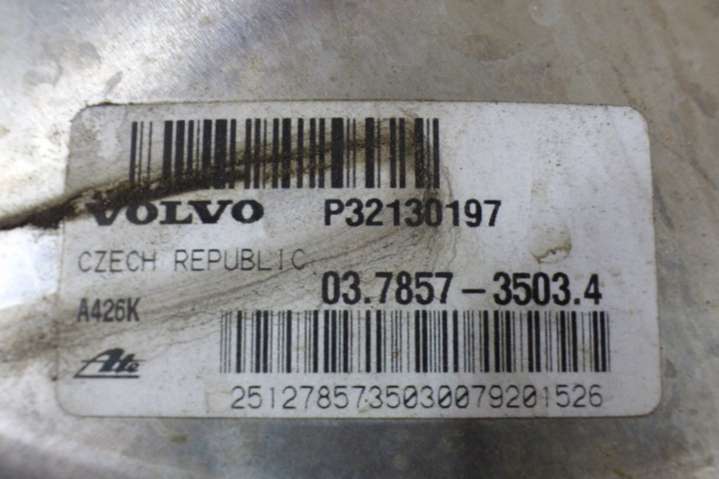 VOLVO P32130197
CZECH REPUBLIC
03.7857-3503.4
A426K
Ate
2512785735030079201526